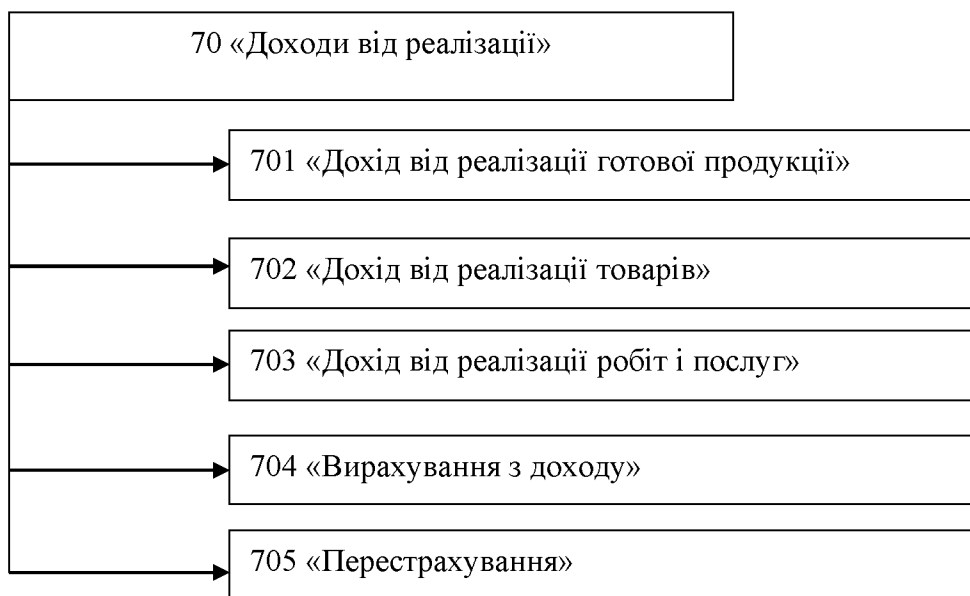 70 «Доходи від реалізації»
701 «Дохід від реалізації готової продукції»
702 «Дохід від реалізації товарів»
703 «Дохід від реалізації робіт і послуг»
704 «Вирахування з доходу»
705 «Перестрахування»